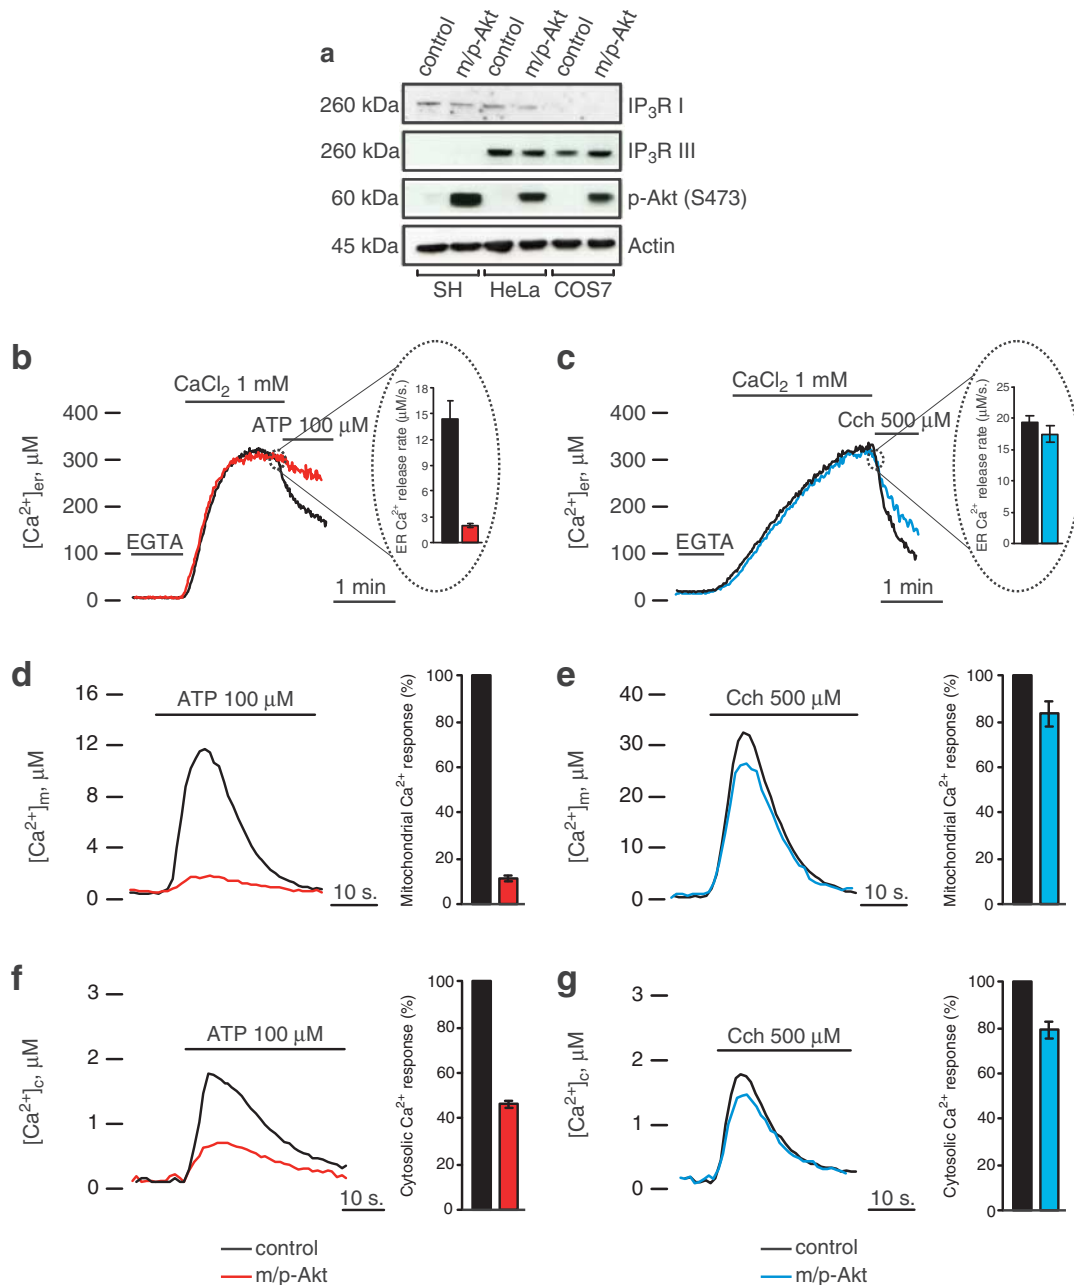 a
control
m/p-Akt
control
m/p-Akt
control
m/p-Akt
260 kDa
IP3R I
260 kDa
IP3R III
60 kDa
p-Akt (S473)
45 kDa
Actin
SH
HeLa
COS7
b
[Ca2+]er, µM
400
300
200
100
0
EGTA
CaCl2 1 mM
ATP 100 µM
1 min
ER Ca2+ release rate (µM/s.)
18
15
12
9
6
3
0
c
[Ca2+]er, µM
400
300
200
100
0
EGTA
CaCl2 1 mM
Cch 500 µM
1 min
ER Ca2+ release rate (µM/s.)
25
20
15
10
5
0
d
[Ca2+]m, µM
16
12
8
4
0
ATP 100 µM
10 s.
Mitochondrial Ca2+ response (%)
100
80
60
40
20
0
e
[Ca2+]m, µM
40
30
20
10
0
Cch 500 µM
10 s.
Mitochondrial Ca2+ response (%)
100
80
60
40
20
0
f
[Ca2+]c, µM
3
2
1
0
ATP 100 µM
10 s.
Cytosolic Ca2+ response (%)
100
80
60
40
20
0
g
[Ca2+]c, µM
3
2
1
0
Cch 500 µM
10 s.
Cytosolic Ca2+ response (%)
100
80
60
40
20
0
control
m/p-Akt
control
m/p-Akt